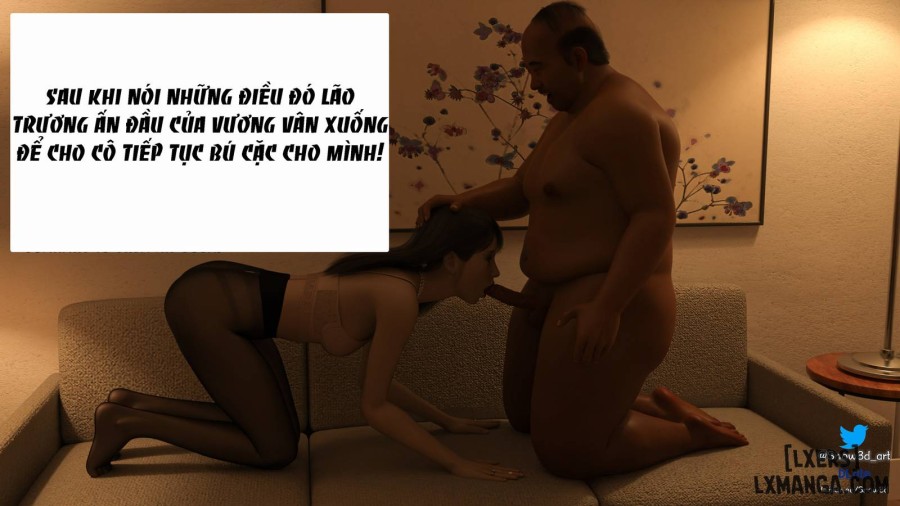 SAU KHI NÓI NHỮNG ĐIỀU ĐÓ LÃO
TRƯƠNG ẤN ĐẦU CỦA VƯƠNG VÂN XUỐNG
ĐỂ CHO CÔ TIẾP TỤC BÚ CẶC CHO MÌNH!
[LXERS]
LXMANGA.COM